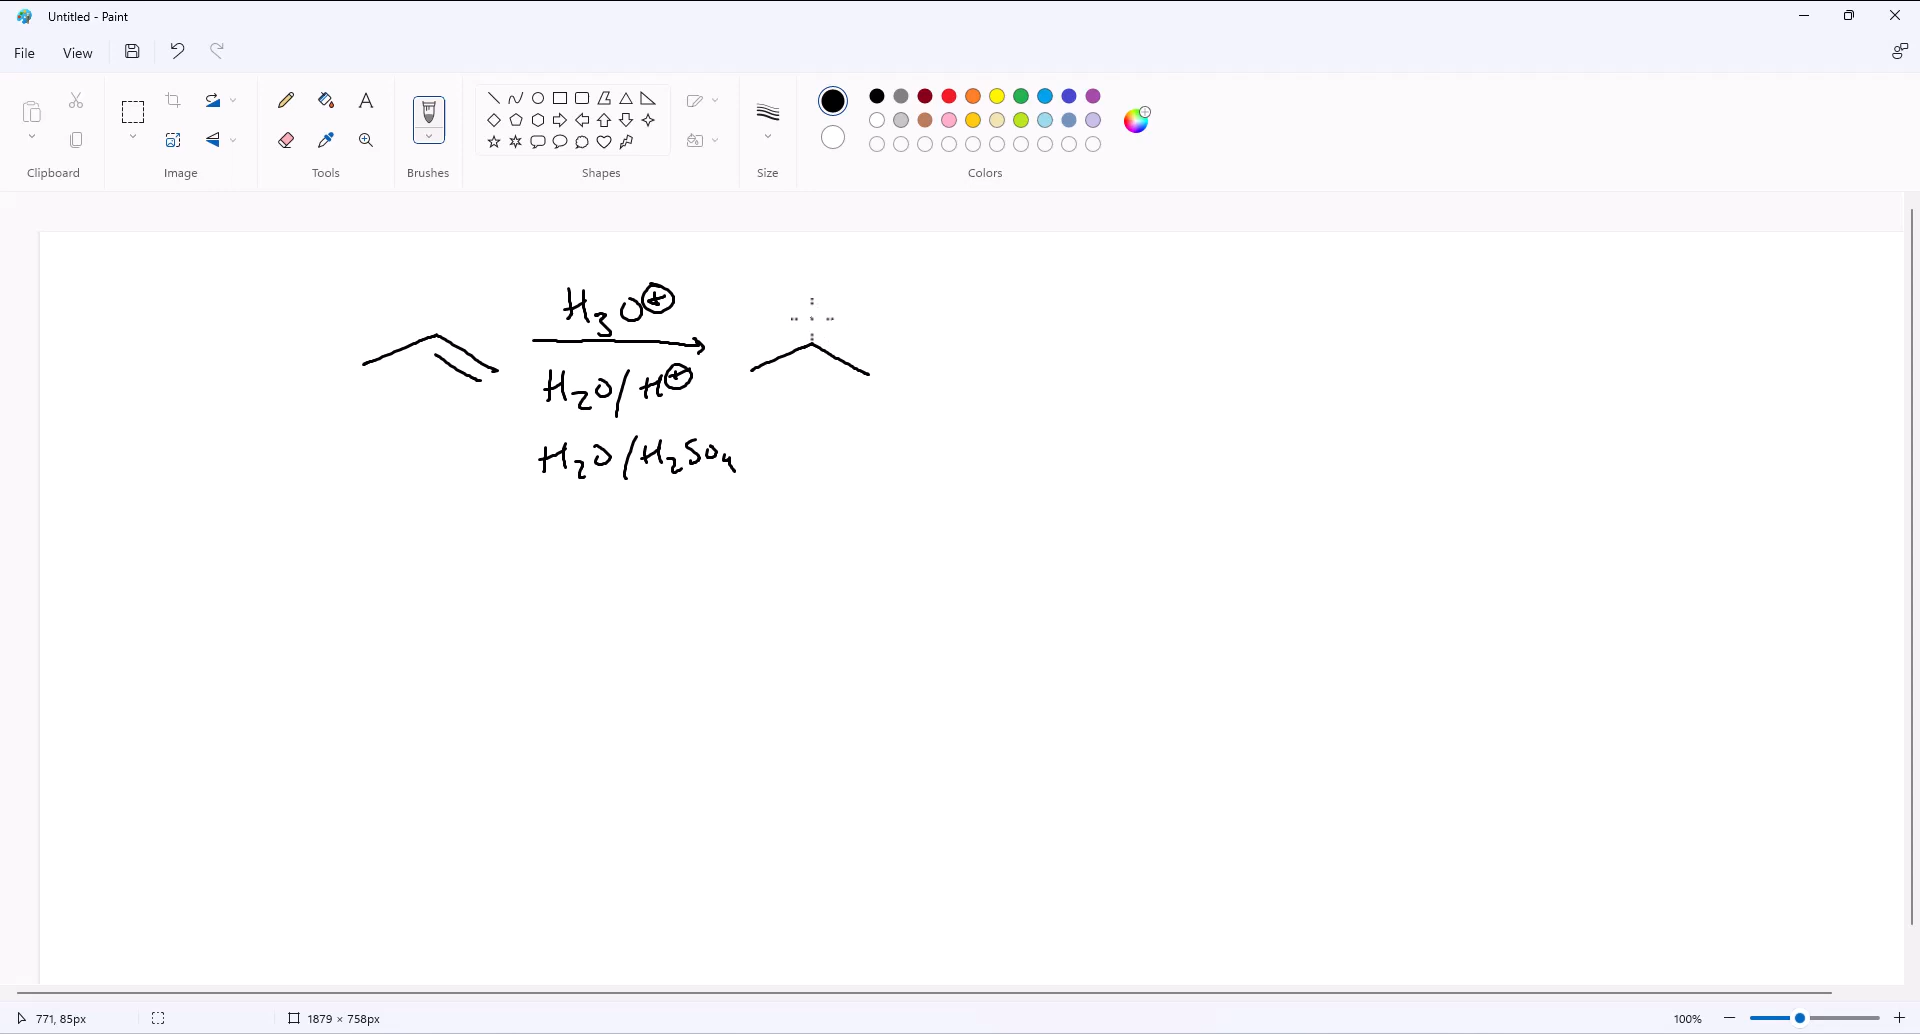 Untitled - Paint
File View
Clipboard Image Tools Brushes Shapes Size Colors
H₃O⊕
H₂O/H⊕
H₂O/H₂SO₄
771, 85px 1879 × 758px 100%